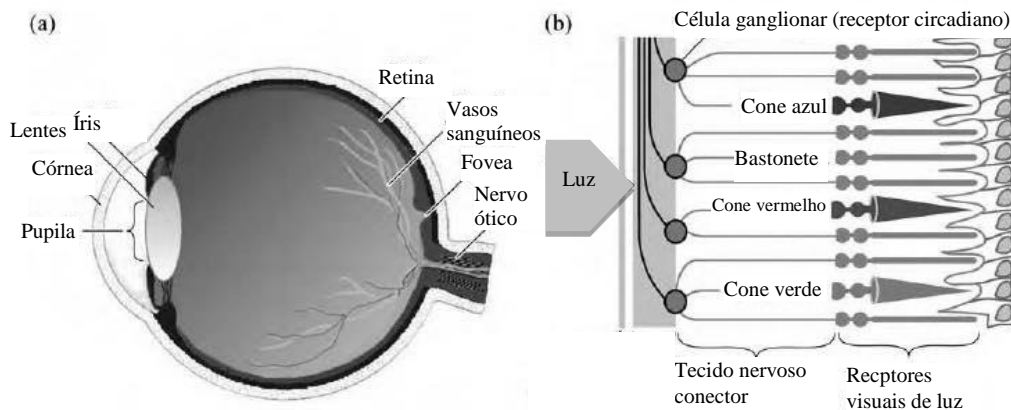 (a)
Retina
Vasos
sanguíneos
Fovea
Nervo
ótico
Lentes Íris
Córnea
Pupila
(b)
Célula ganglionar (receptor circadiano)
Cone azul
Bastonete
Luz
Cone vermelho
Cone verde
Tecido nervoso
conector
Recptores
visuais de luz